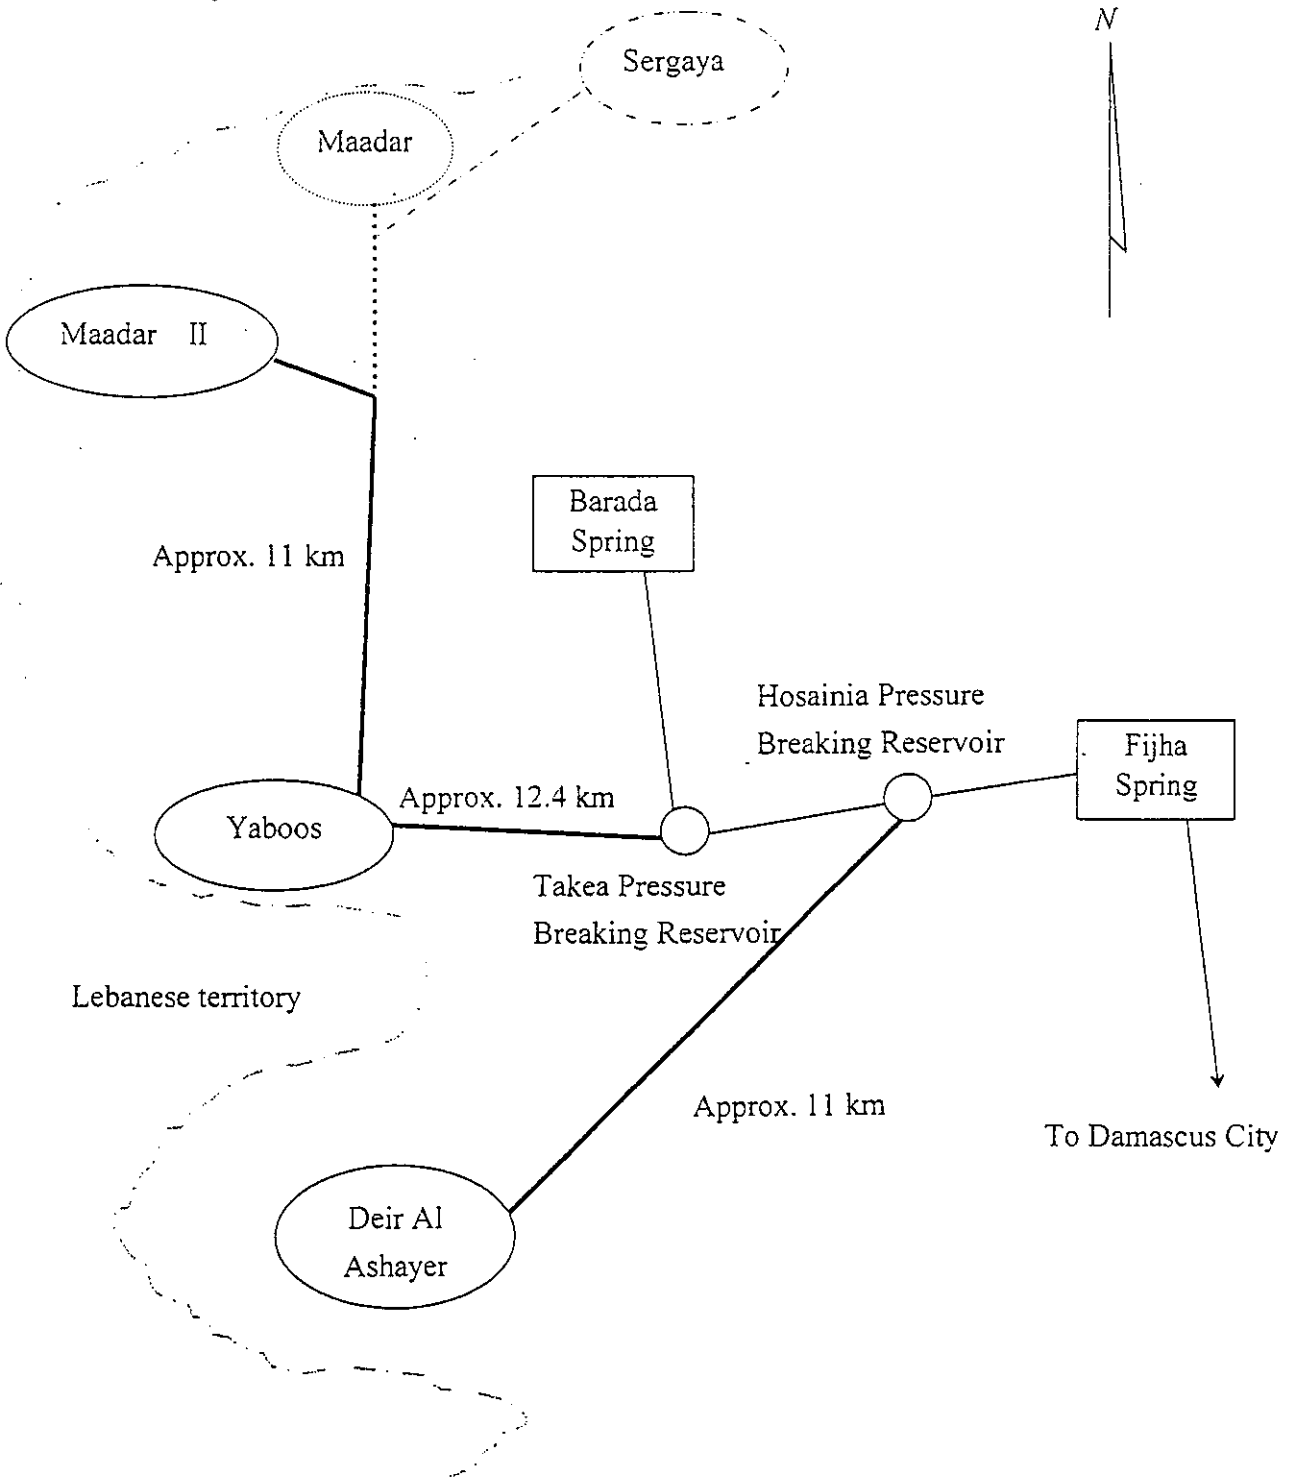 N
Sergaya
Maadar
Maadar II
Barada
Spring
Approx. 11 km
Hosainia Pressure
Breaking Reservoir
Fijha
Spring
Approx. 12.4 km
Yaboos
Takea Pressure
Breaking Reservoir
Lebanese territory
Approx. 11 km
To Damascus City
Deir Al
Ashayer